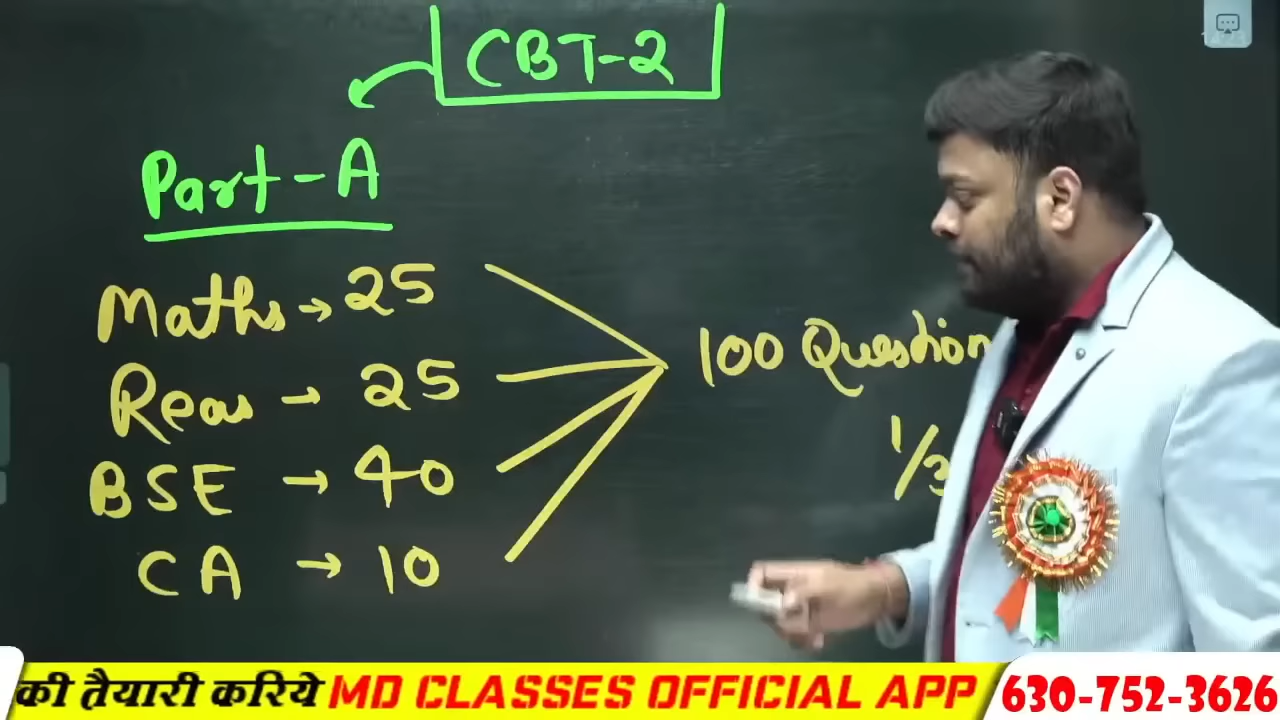 CBT-2
Part-A
Maths → 25
Reas → 25
BSE → 40
CA → 10
100 Question
1/3
की तैयारी करिये MD CLASSES OFFICIAL APP 630-752-3626